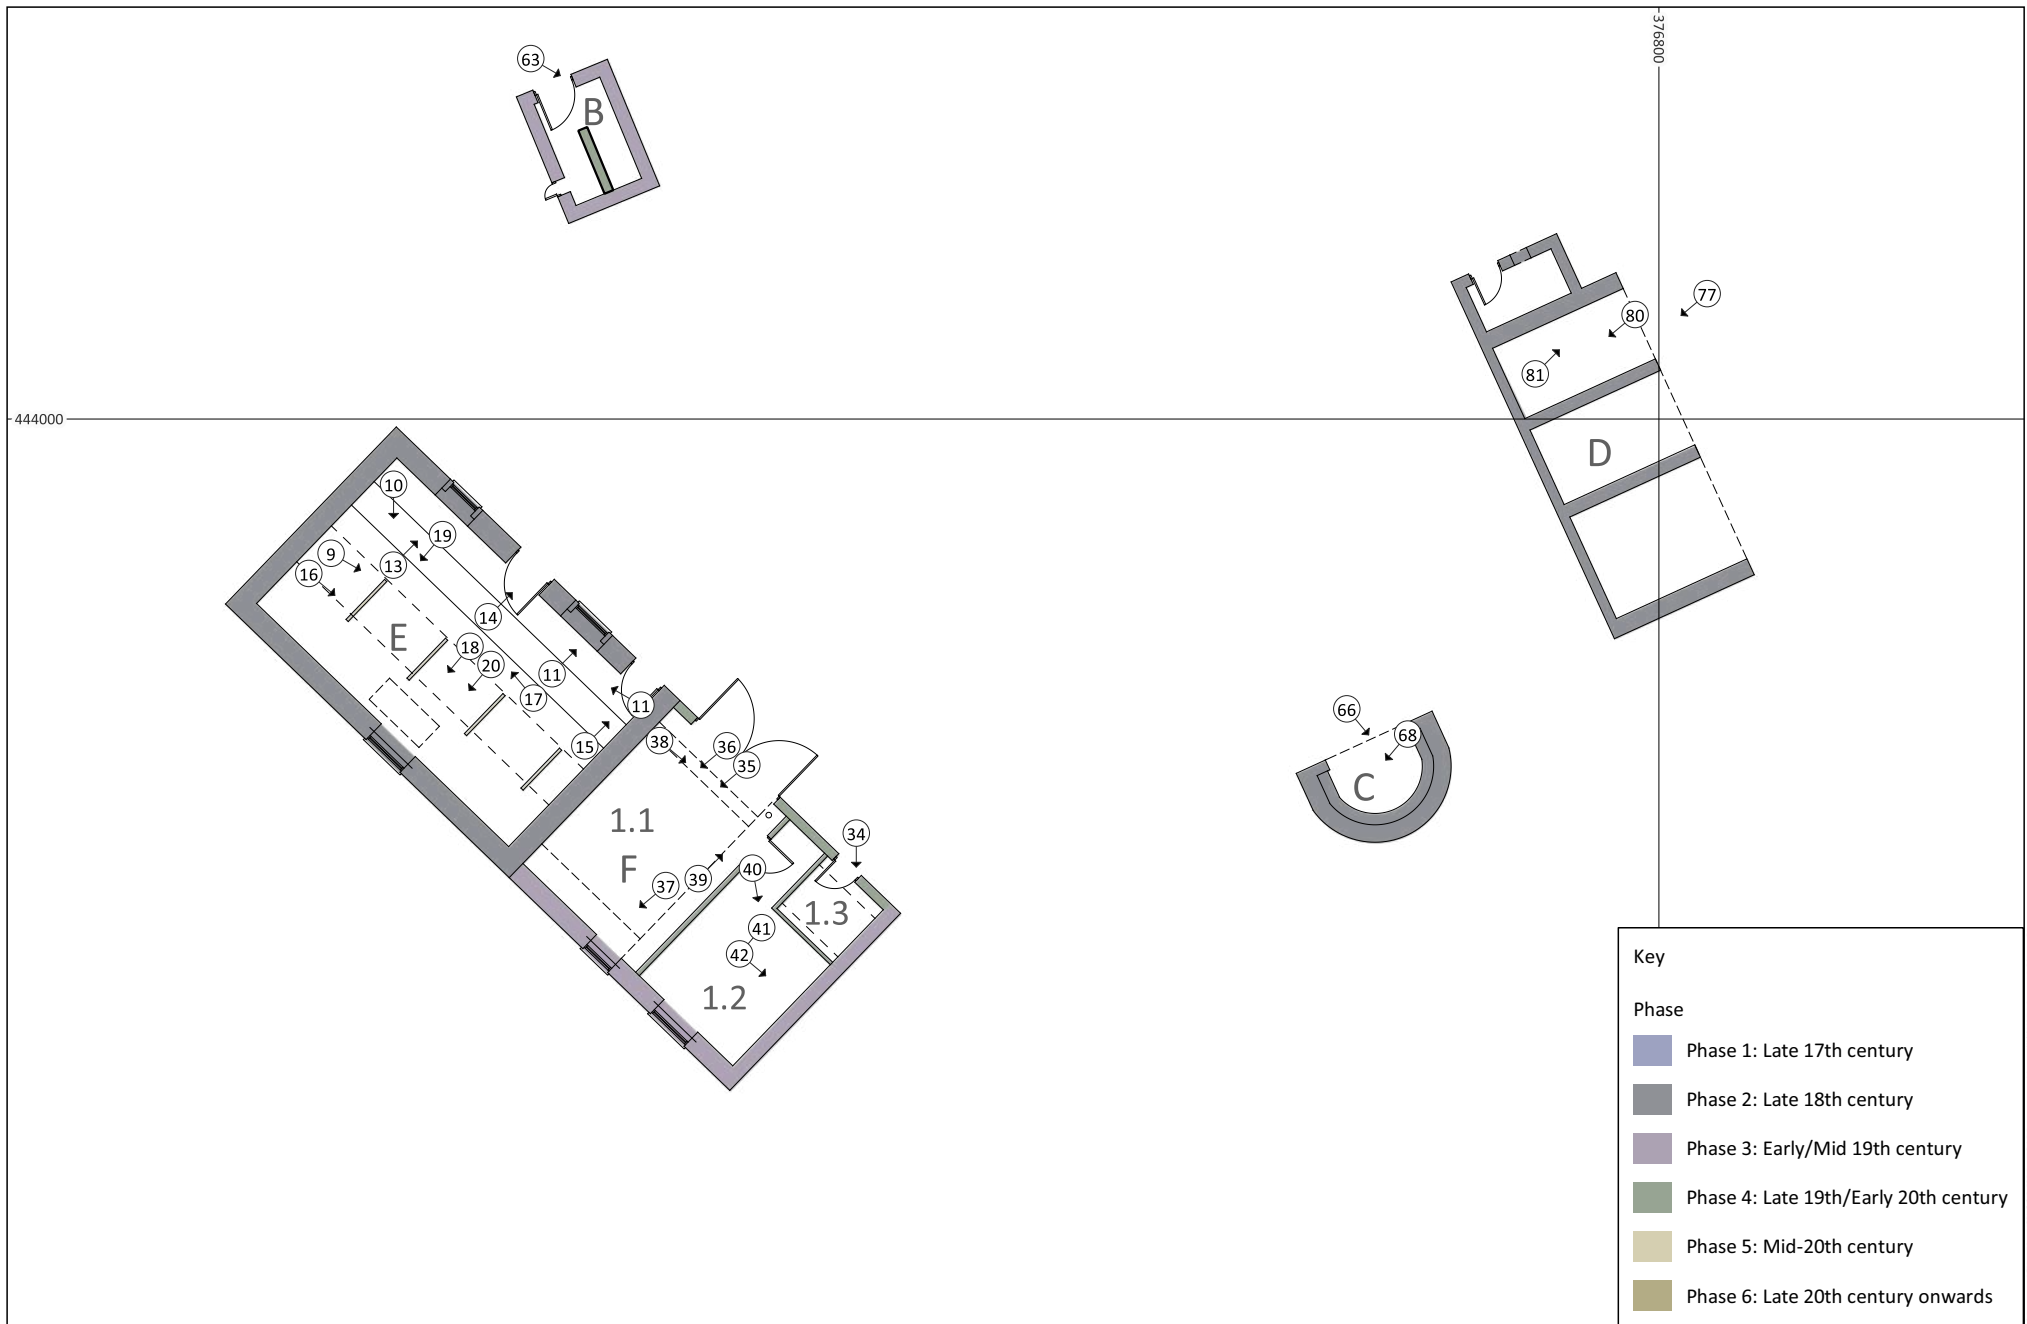 376800
63
B
77
80
81
444000
D
10
19
9
13
16
14
E
18
20
11
17
11
66
38
36
68
15
35
C
1.1
34
F
40
39
37
1.3
41
42
1.2
Key
Phase
Phase 1: Late 17th century
Phase 2: Late 18th century
Phase 3: Early/Mid 19th century
Phase 4: Late 19th/Early 20th century
Phase 5: Mid-20th century
Phase 6: Late 20th century onwards